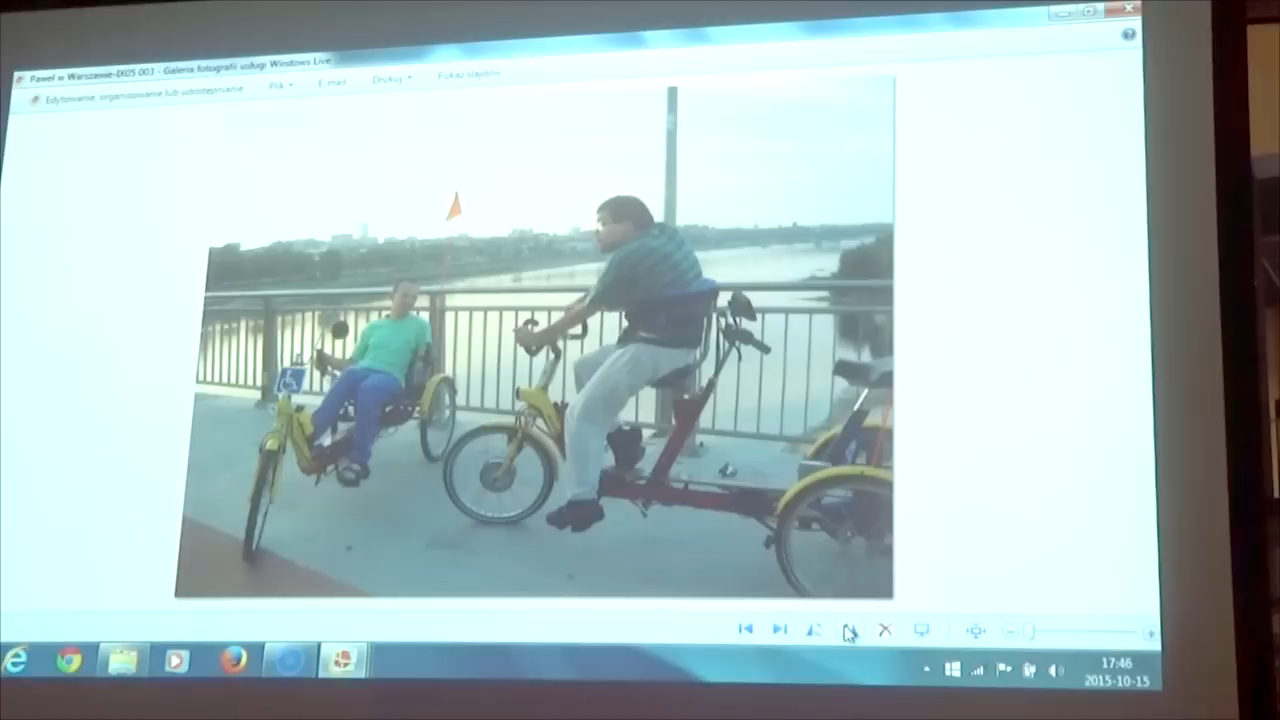 Paweł w Warszawie-IX05 003 - Galeria fotografii usługi Windows Live
Edytowanie, organizowanie lub udostępnianie Plik E-mail Drukuj Pokaz slajdów
17:46
2015-10-15